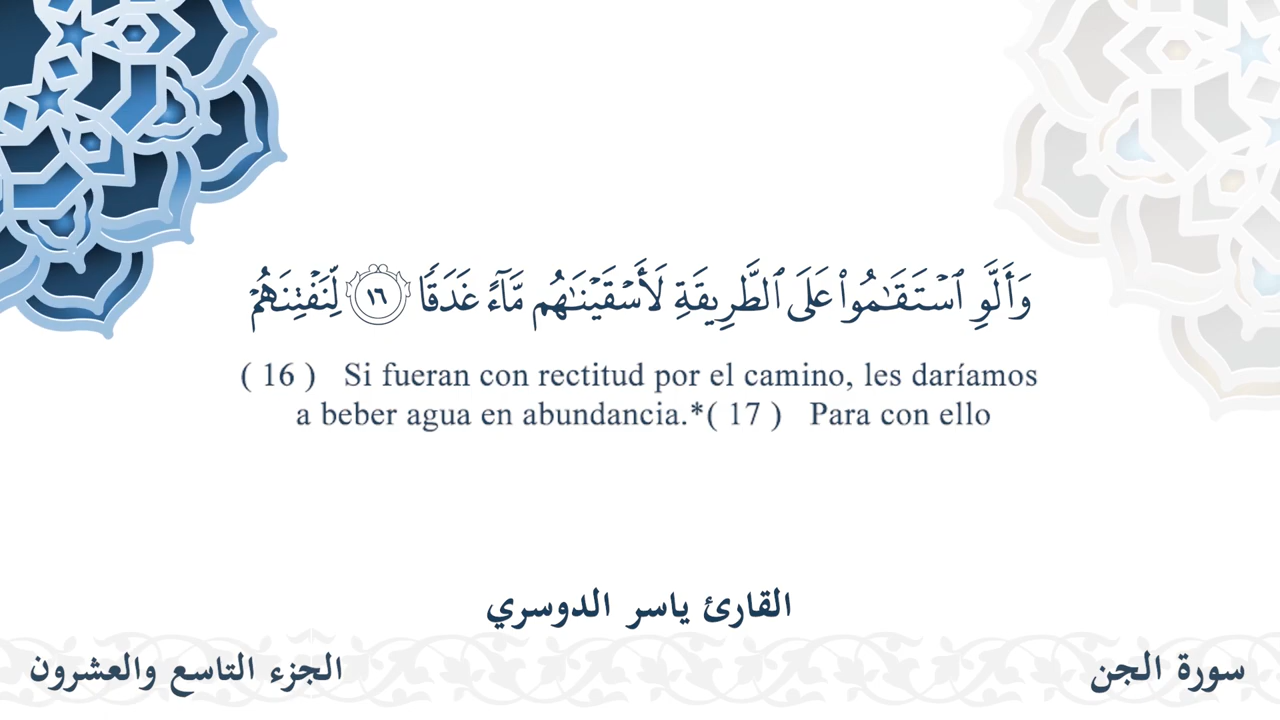 وَأَلَّوِ ٱسْتَقَـٰمُوا۟ عَلَى ٱلطَّرِيقَةِ لَأَسْقَيْنَـٰهُم مَّآءً غَدَقًا ١٦ لِّنَفْتِنَهُمْ
( 16 ) Si fueran con rectitud por el camino, les daríamos
a beber agua en abundancia.*( 17 ) Para con ello
القارئ ياسر الدوسري
سورة الجن
الجزء التاسع والعشرون